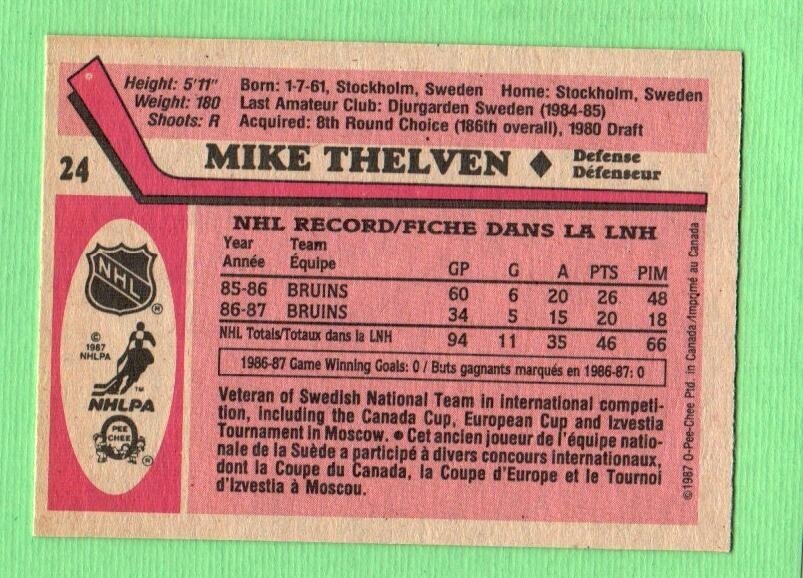 Height: 5'11" Born: 1-7-61, Stockholm, Sweden Home: Stockholm, Sweden
Weight: 180 Last Amateur Club: Djurgarden Sweden (1984-85)
Shoots: R Acquired: 8th Round Choice (186th overall), 1980 Draft
24 MIKE THELVEN ♦ Defense
Défenseur
NHL RECORD/FICHE DANS LA LNH
Year Team
Année Équipe GP G A PTS PIM
85-86 BRUINS 60 6 20 26 48
86-87 BRUINS 34 5 15 20 18
NHL Totals/Totaux dans la LNH 94 11 35 46 66
1986-87 Game Winning Goals: 0 / Buts gagnants marqués en 1986-87: 0
Veteran of Swedish National Team in international competi-
tion, including the Canada Cup, European Cup and Izvestia
Tournament in Moscow. ● Cet ancien joueur de l'équipe natio-
nale de la Suède a participé à divers concours internationaux,
dont la Coupe du Canada, la Coupe d'Europe et le Tournoi
d'Izvestia à Moscou.
NHL
®
©
1987
NHLPA
™
NHLPA
O
PEE
CHEE
®
©1987 O-Pee-Chee Ptd. in Canada/Imprimé au Canada